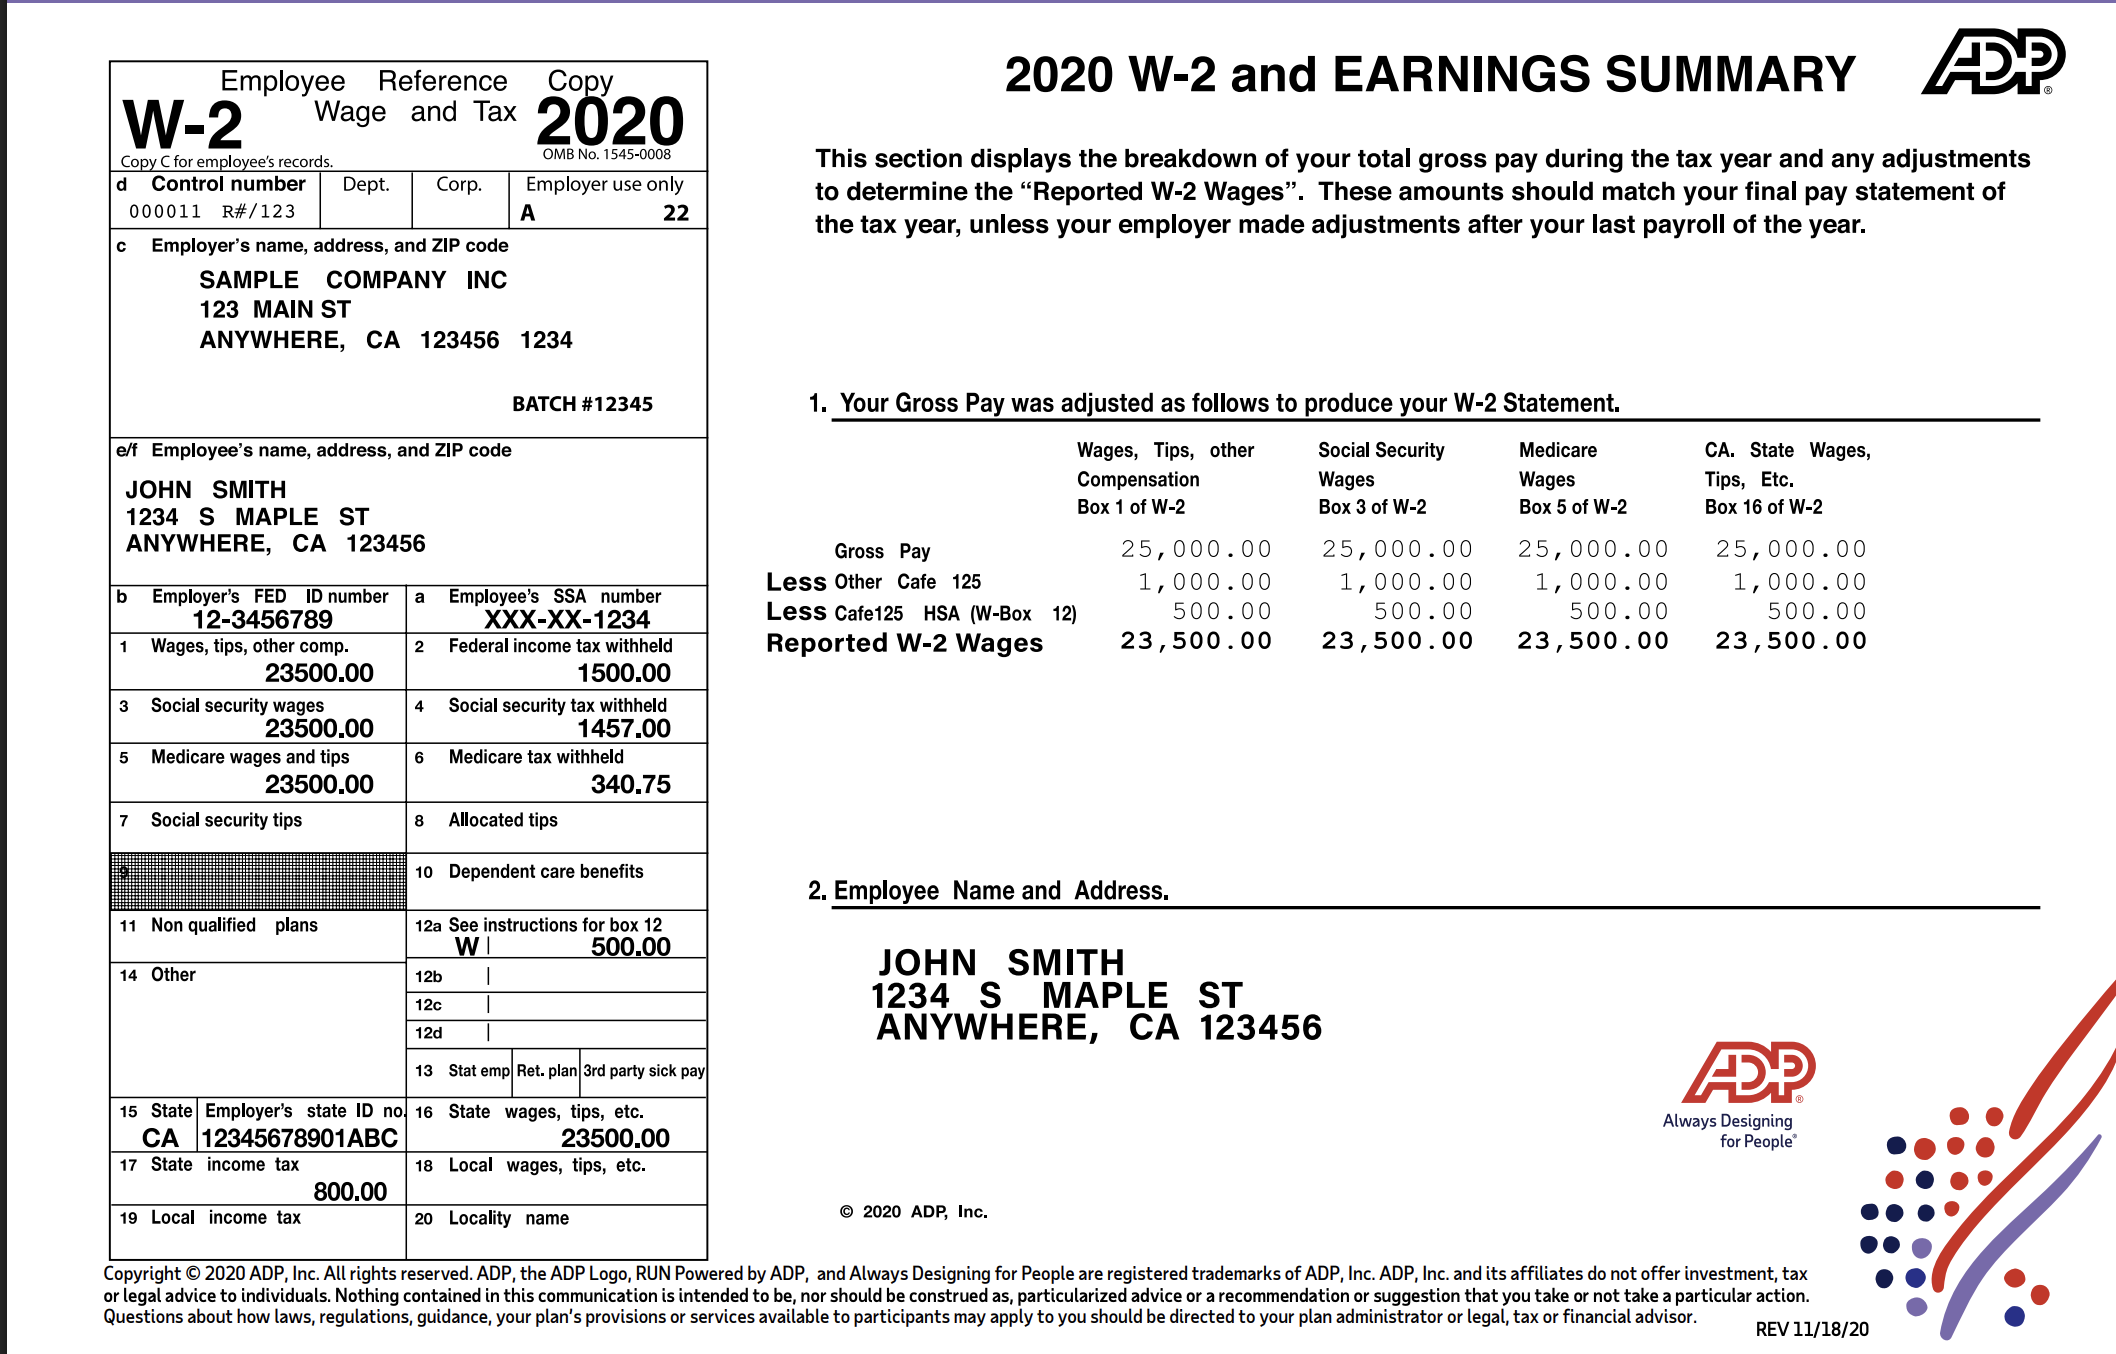 Employee Reference Copy
W-2 Wage and Tax 2020
Copy C for employee's records.
OMB No. 1545-0008
d Control number Dept. Corp. Employer use only
000011 R#/123 A 22
c Employer's name, address, and ZIP code
SAMPLE COMPANY INC
123 MAIN ST
ANYWHERE, CA 123456 1234
BATCH #12345
e/f Employee's name, address, and ZIP code
JOHN SMITH
1234 S MAPLE ST
ANYWHERE, CA 123456
b Employer's FED ID number a Employee's SSA number
12-3456789 XXX-XX-1234
1 Wages, tips, other comp. 2 Federal income tax withheld
23500.00 1500.00
3 Social security wages 4 Social security tax withheld
23500.00 1457.00
5 Medicare wages and tips 6 Medicare tax withheld
23500.00 340.75
7 Social security tips 8 Allocated tips
9 10 Dependent care benefits
11 Non qualified plans 12a See instructions for box 12
W | 500.00
14 Other 12b |
12c |
12d |
13 Stat emp Ret. plan 3rd party sick pay
15 State Employer's state ID no. 16 State wages, tips, etc.
CA 12345678901ABC 23500.00
17 State income tax 18 Local wages, tips, etc.
800.00
19 Local income tax 20 Locality name
2020 W-2 and EARNINGS SUMMARY
ADP®
This section displays the breakdown of your total gross pay during the tax year and any adjustments
to determine the “Reported W-2 Wages”. These amounts should match your final pay statement of
the tax year, unless your employer made adjustments after your last payroll of the year.
1. Your Gross Pay was adjusted as follows to produce your W-2 Statement.
Wages, Tips, other Social Security Medicare CA. State Wages,
Compensation Wages Wages Tips, Etc.
Box 1 of W-2 Box 3 of W-2 Box 5 of W-2 Box 16 of W-2
Gross Pay 25,000.00 25,000.00 25,000.00 25,000.00
Less Other Cafe 125 1,000.00 1,000.00 1,000.00 1,000.00
Less Cafe125 HSA (W-Box 12) 500.00 500.00 500.00 500.00
Reported W-2 Wages 23,500.00 23,500.00 23,500.00 23,500.00
2. Employee Name and Address.
JOHN SMITH
1234 S MAPLE ST
ANYWHERE, CA 123456
ADP®
Always Designing
for People®
© 2020 ADP, Inc.
Copyright © 2020 ADP, Inc. All rights reserved. ADP, the ADP Logo, RUN Powered by ADP, and Always Designing for People are registered trademarks of ADP, Inc. ADP, Inc. and its affiliates do not offer investment, tax
or legal advice to individuals. Nothing contained in this communication is intended to be, nor should be construed as, particularized advice or a recommendation or suggestion that you take or not take a particular action.
Questions about how laws, regulations, guidance, your plan's provisions or services available to participants may apply to you should be directed to your plan administrator or legal, tax or financial advisor.
REV 11/18/20